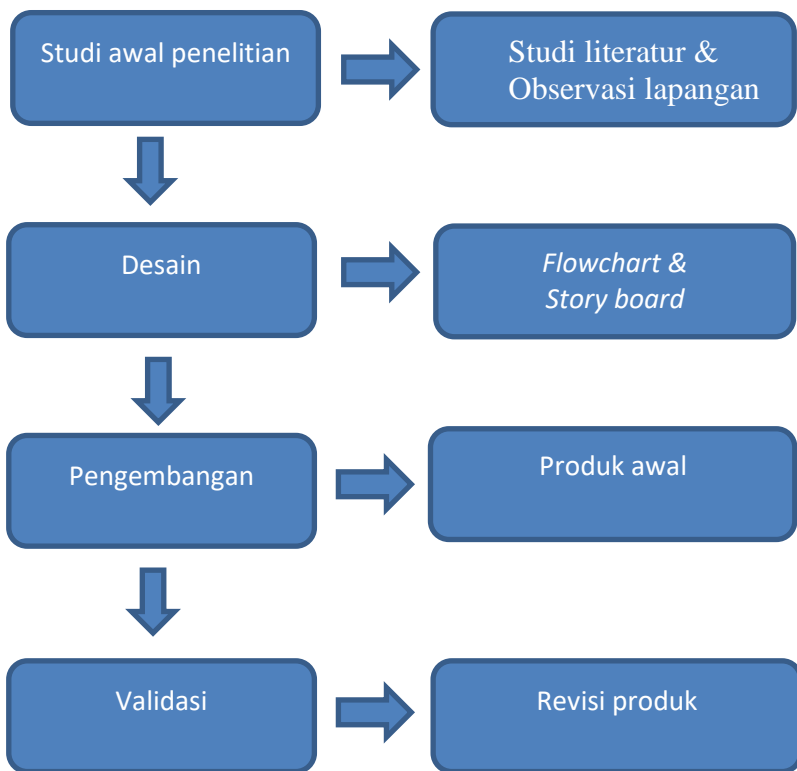 Studi awal penelitian
Studi literatur &
Observasi lapangan
Desain
Flowchart &
Story board
Pengembangan
Produk awal
Validasi
Revisi produk